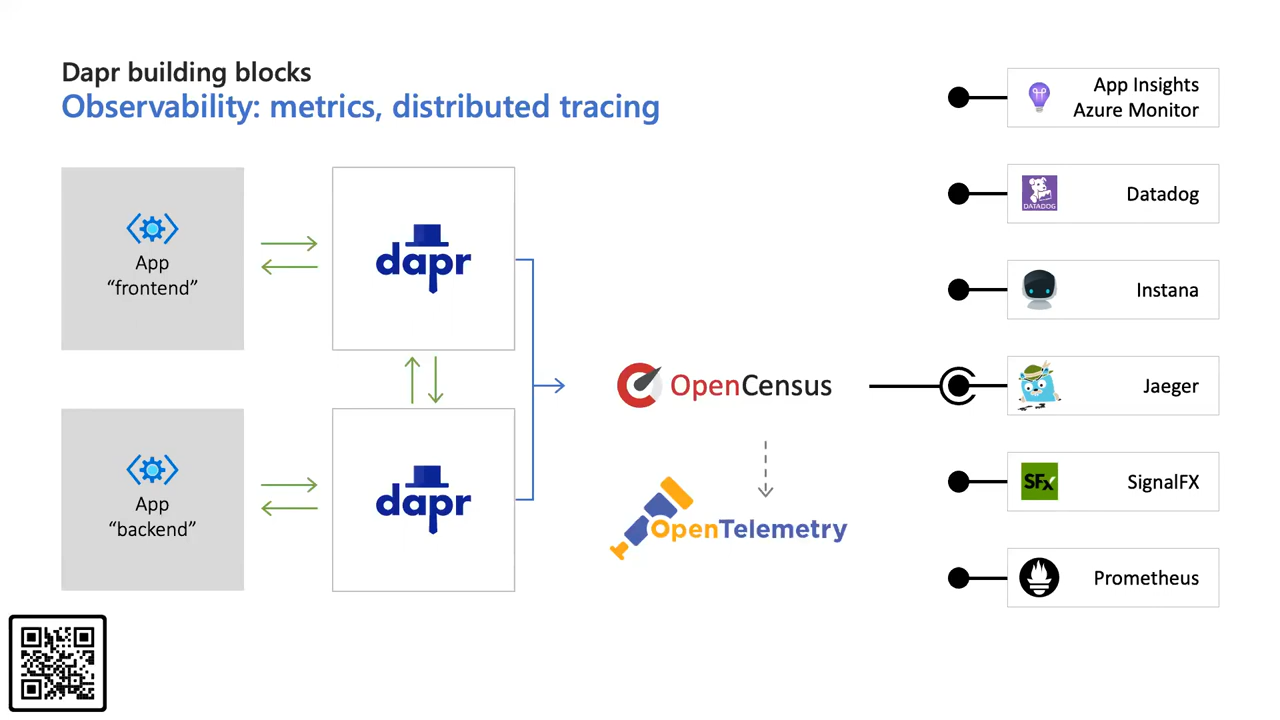 Dapr building blocks
Observability: metrics, distributed tracing
App
“frontend”
dapr
App
“backend”
dapr
OpenCensus
OpenTelemetry
App Insights
Azure Monitor
DATADOG
Datadog
Instana
Jaeger
SFx
SignalFX
Prometheus